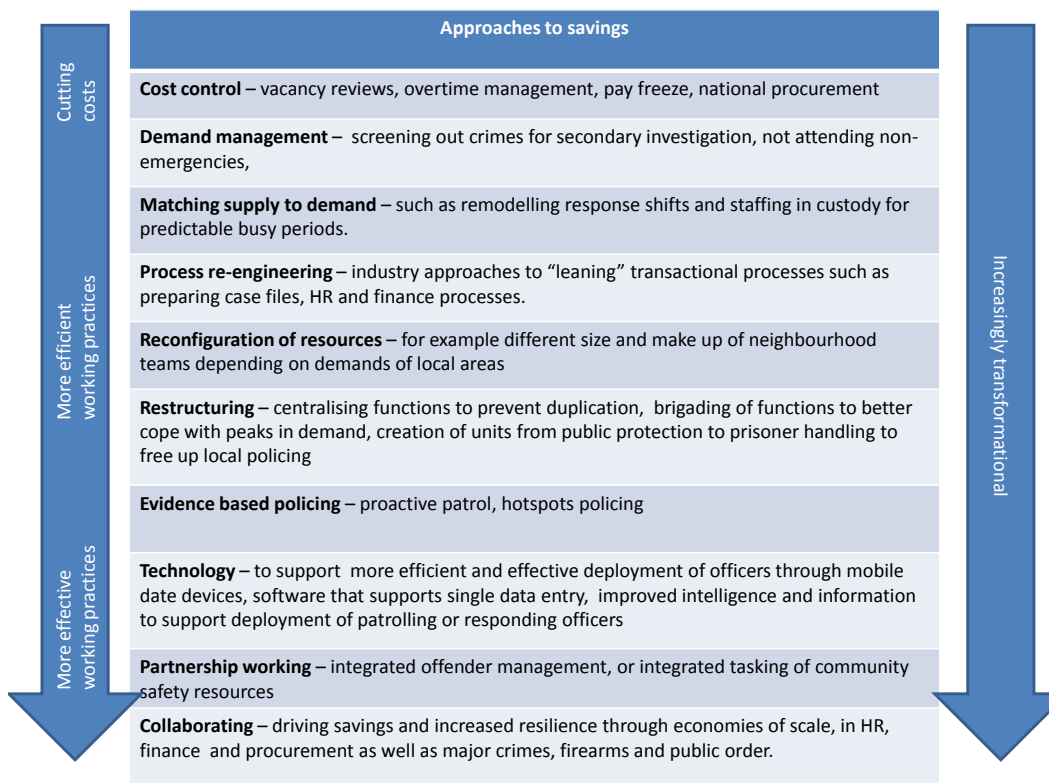 Approaches to savings
Cutting
costs
More efficient
working practices
More effective
working practices
Cost control – vacancy reviews, overtime management, pay freeze, national procurement
Demand management –  screening out crimes for secondary investigation, not attending non-
emergencies,
Matching supply to demand – such as remodelling response shifts and staffing in custody for
predictable busy periods.
Process re-engineering – industry approaches to “leaning” transactional processes such as
preparing case files, HR and finance processes.
Reconfiguration of resources – for example different size and make up of neighbourhood
teams depending on demands of local areas
Restructuring – centralising functions to prevent duplication,  brigading of functions to better
cope with peaks in demand, creation of units from public protection to prisoner handling to
free up local policing
Evidence based policing – proactive patrol, hotspots policing
Technology – to support  more efficient and effective deployment of officers through mobile
date devices, software that supports single data entry,  improved intelligence and information
to support deployment of patrolling or responding officers
Partnership working – integrated offender management, or integrated tasking of community
safety resources
Collaborating – driving savings and increased resilience through economies of scale, in HR,
finance  and procurement as well as major crimes, firearms and public order.
Increasingly transformational